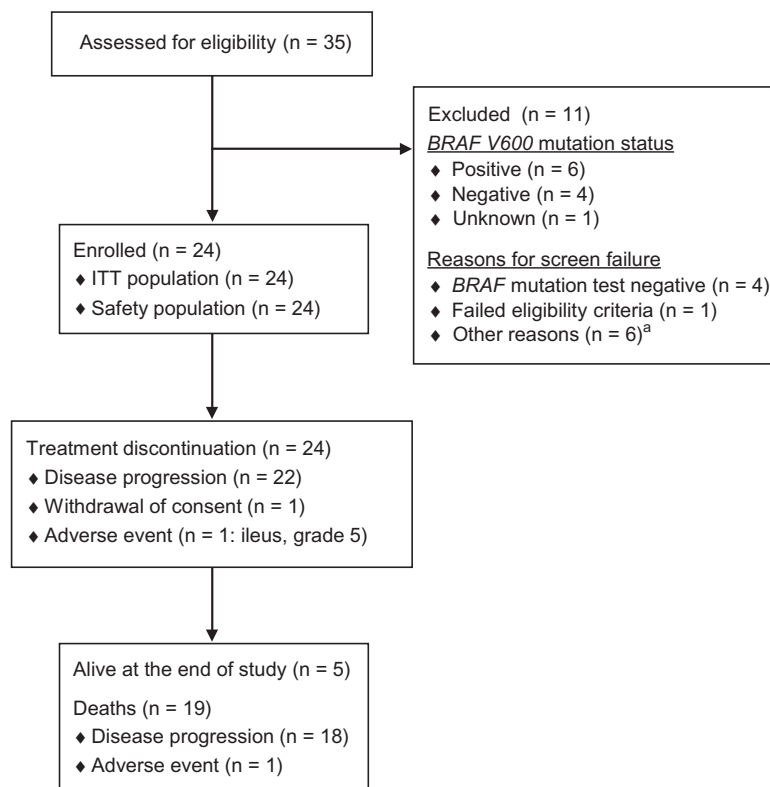 Assessed for eligibility (n = 35)
Excluded (n = 11)
BRAF V600 mutation status
♦ Positive (n = 6)
♦ Negative (n = 4)
♦ Unknown (n = 1)
Reasons for screen failure
♦ BRAF mutation test negative (n = 4)
♦ Failed eligibility criteria (n = 1)
♦ Other reasons (n = 6)a
Enrolled (n = 24)
♦ ITT population (n = 24)
♦ Safety population (n = 24)
Treatment discontinuation (n = 24)
♦ Disease progression (n = 22)
♦ Withdrawal of consent (n = 1)
♦ Adverse event (n = 1: ileus, grade 5)
Alive at the end of study (n = 5)
Deaths (n = 19)
♦ Disease progression (n = 18)
♦ Adverse event (n = 1)